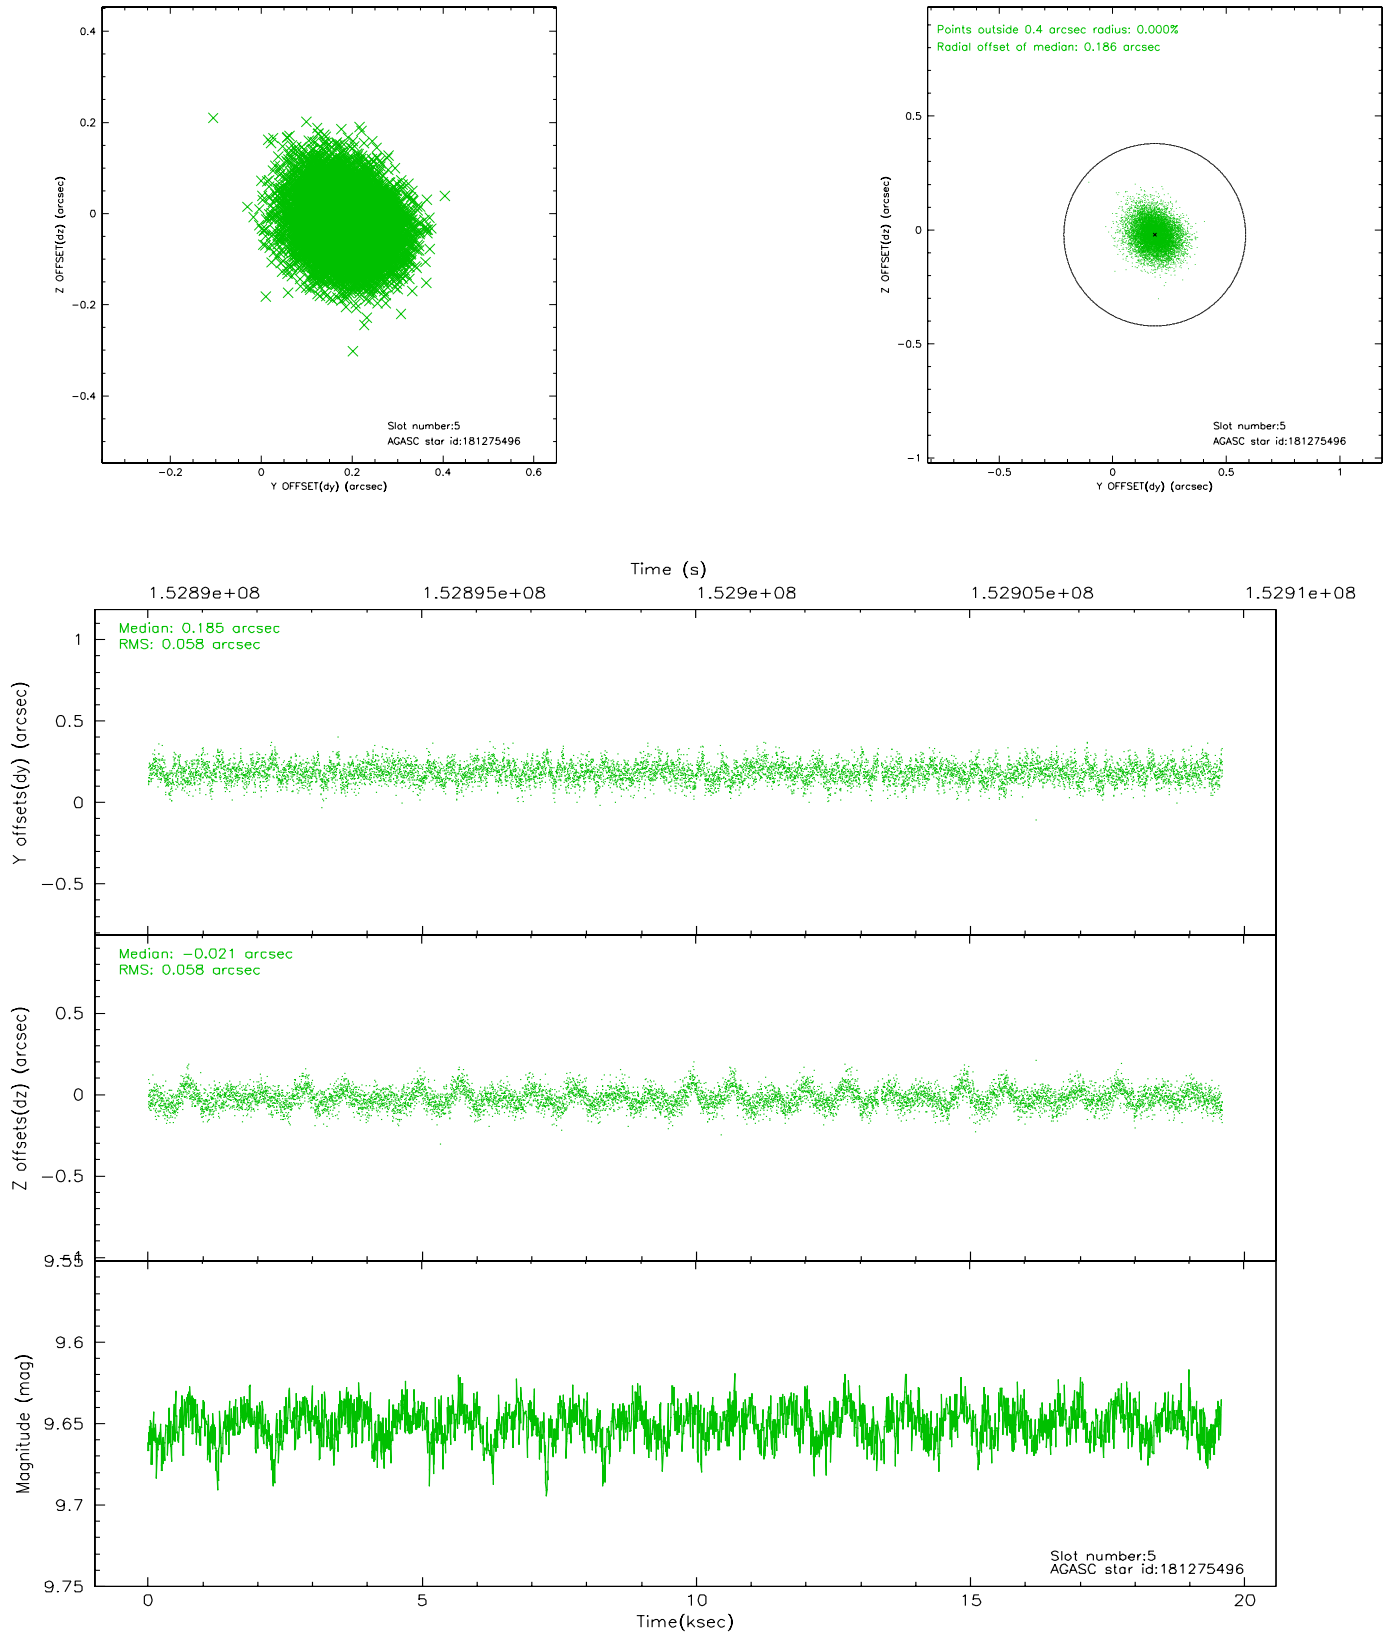 0.4
0.2
0
−0.2
−0.4
Z OFFSET(dz) (arcsec)
Slot number:5
AGASC star id:181275496
−0.2 0 0.2 0.4 0.6
Y OFFSET(dy) (arcsec)
Points outside 0.4 arcsec radius: 0.000%
Radial offset of median: 0.186 arcsec
0.5
0
−0.5
−1
Z OFFSET(dz) (arcsec)
Slot number:5
AGASC star id:181275496
−0.5 0 0.5 1
Y OFFSET(dy) (arcsec)
Time (s)
1.5289e+08 1.52895e+08 1.529e+08 1.52905e+08 1.5291e+08
Median: 0.185 arcsec
RMS: 0.058 arcsec
1
0.5
0
−0.5
Y offsets(dy) (arcsec)
Median: −0.021 arcsec
RMS: 0.058 arcsec
0.5
0
−0.5
−1
Z offsets(dz) (arcsec)
9.55
9.6
9.65
9.7
9.75
Magnitude (mag)
Slot number:5
AGASC star id:181275496
0 5 10 15 20
Time(ksec)